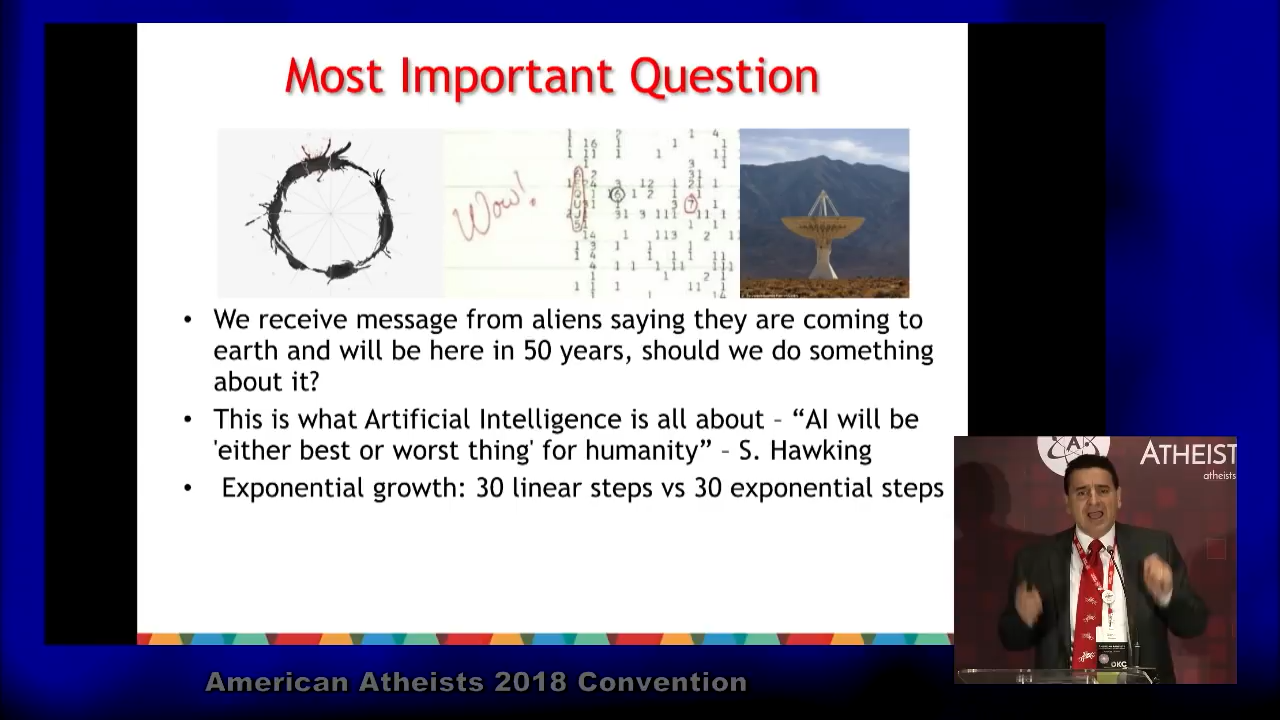 Most Important Question
Wow!
• We receive message from aliens saying they are coming to
earth and will be here in 50 years, should we do something
about it?
• This is what Artificial Intelligence is all about – “AI will be
'either best or worst thing' for humanity” – S. Hawking
• Exponential growth: 30 linear steps vs 30 exponential steps
A
ATHEIST
atheists
OKC
American Atheists 2018 Convention